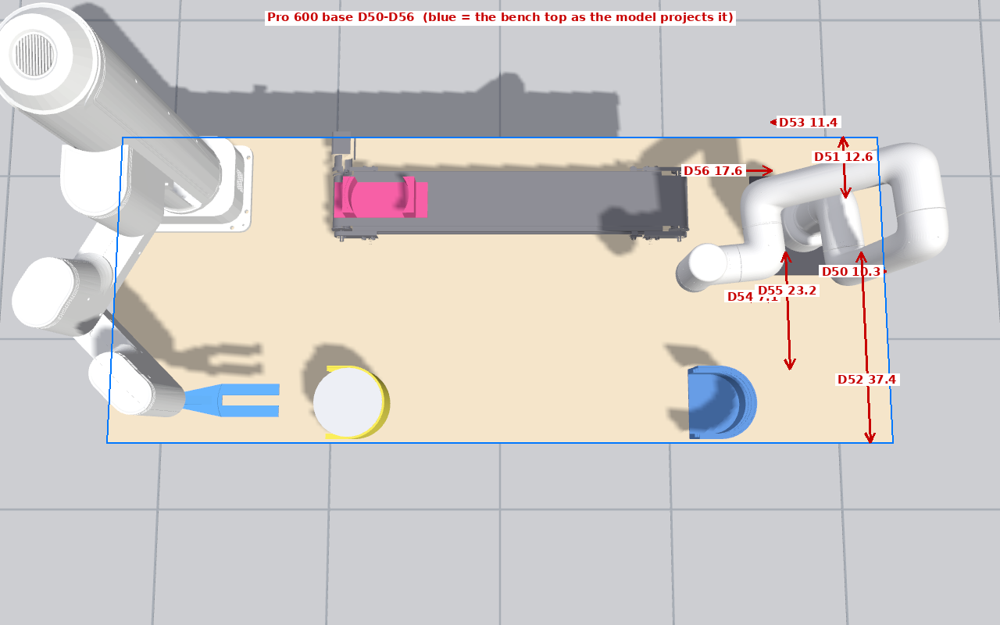 Pro 600 base D50-D56 (blue = the bench top as the model projects it)
D53 11.4
D51 12.6
D56 17.6
D50 10.3
D55 23.2
D54 7.1
D52 37.4